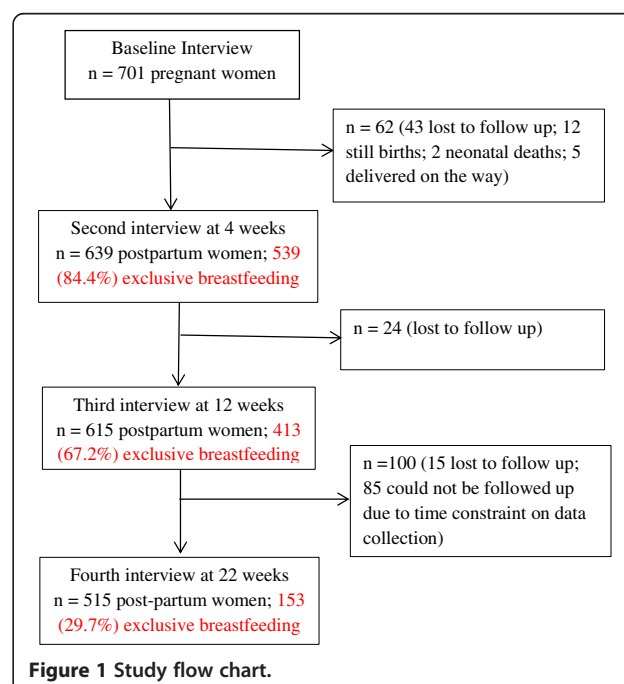 Baseline Interview
n = 701 pregnant women
n = 62 (43 lost to follow up; 12
still births; 2 neonatal deaths; 5
delivered on the way)
Second interview at 4 weeks
n = 639 postpartum women; 539
(84.4%) exclusive breastfeeding
n = 24 (lost to follow up)
Third interview at 12 weeks
n = 615 postpartum women; 413
(67.2%) exclusive breastfeeding
n =100 (15 lost to follow up;
85 could not be followed up
due to time constraint on data
collection)
Fourth interview at 22 weeks
n = 515 post-partum women; 153
(29.7%) exclusive breastfeeding
Figure 1 Study flow chart.